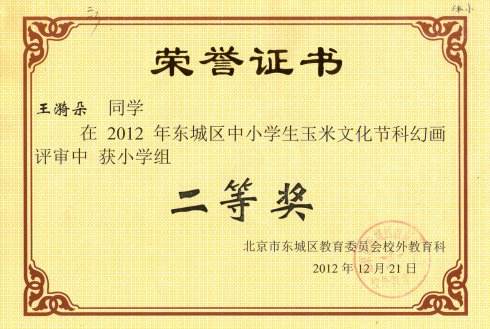 荣誉证书
王漪朵 同学
在 2012 年东城区中小学生玉米文化节科幻画
评审中 获小学组
二等奖
北京市东城区教育委员会校外教育科
2012 年 12 月 21 日